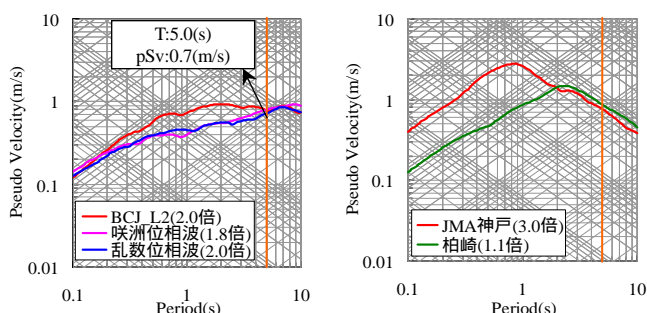 T:5.0(s)
pSv:0.7(m/s)
Pseudo Velocity(m/s)
10
1
0.1
0.01
BCJ_L2(2.0倍)
咲洲位相波(1.8倍)
乱数位相波(2.0倍)
0.1
1
10
Period(s)
Pseudo Velocity(m/s)
10
1
0.1
0.01
JMA神戸(3.0倍)
柏崎(1.1倍)
0.1
1
10
Period(s)